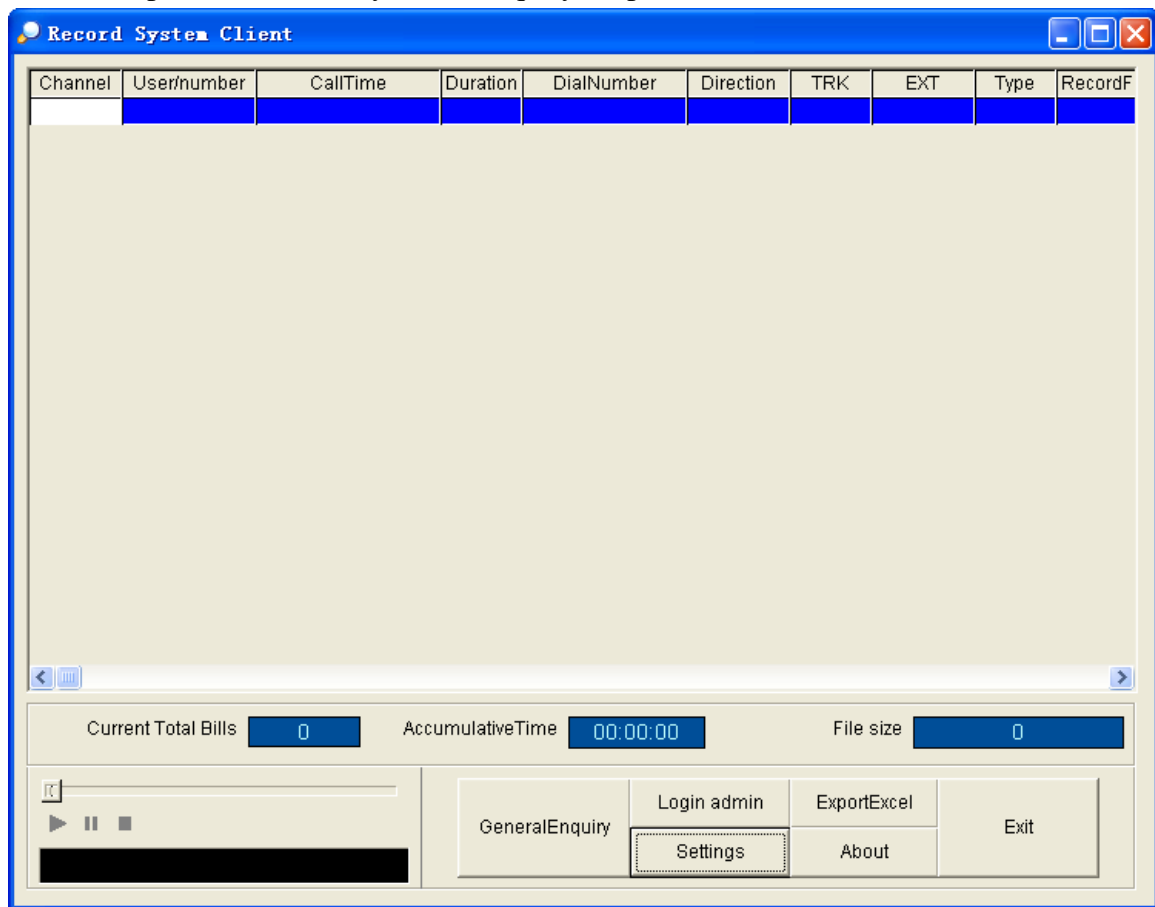 Record System Client
Channel User/number CallTime Duration DialNumber Direction TRK EXT Type RecordF
Current Total Bills 0 AccumulativeTime 00:00:00 File size 0
GeneralEnquiry Login admin ExportExcel Exit
Settings About